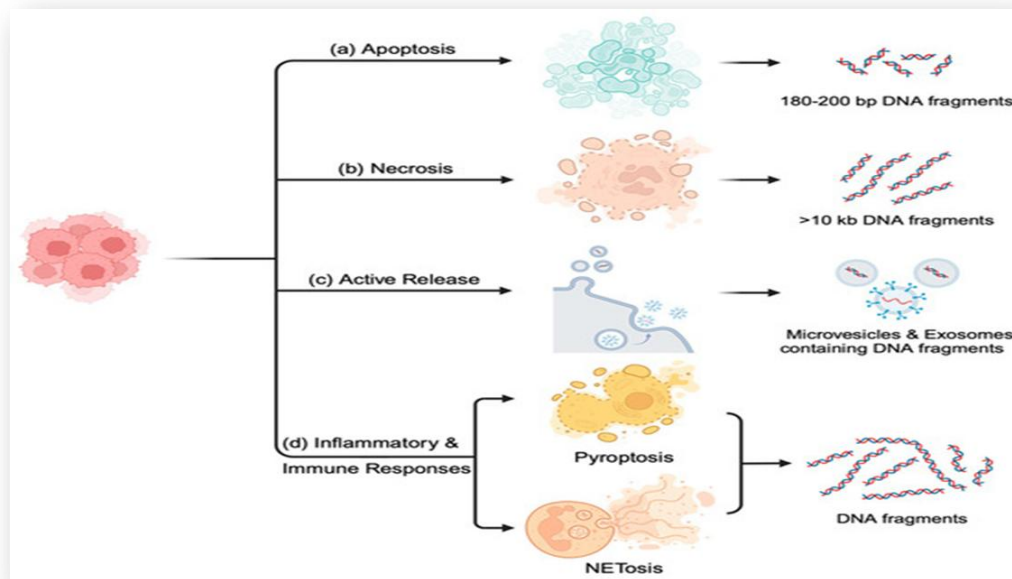 (a) Apoptosis
180-200 bp DNA fragments
(b) Necrosis
>10 kb DNA fragments
(c) Active Release
Microvesicles & Exosomes
containing DNA fragments
(d) Inflammatory &
Immune Responses
Pyroptosis
NETosis
DNA fragments